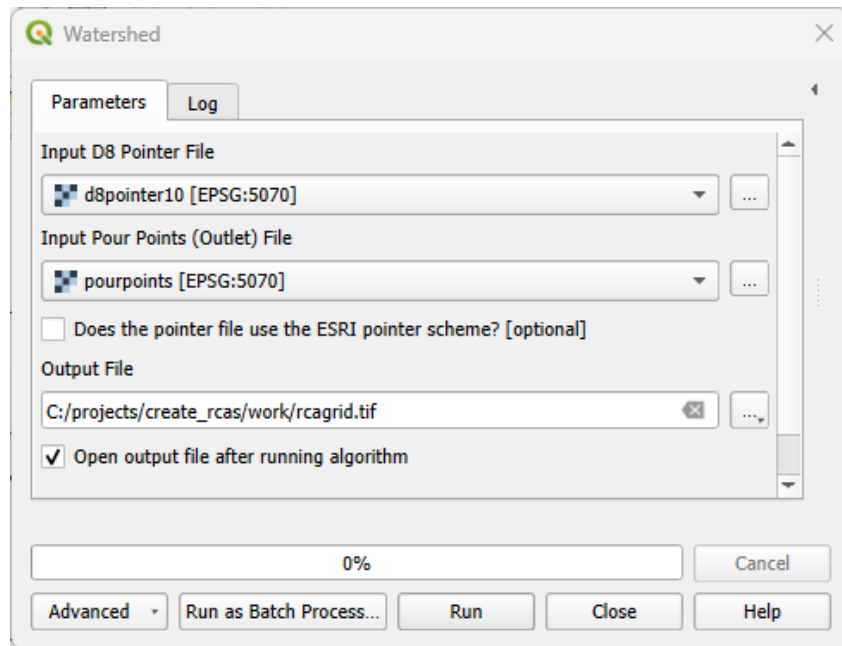 Watershed
Parameters Log
Input D8 Pointer File
d8pointer10 [EPSG:5070]
...
Input Pour Points (Outlet) File
pourpoints [EPSG:5070]
...
Does the pointer file use the ESRI pointer scheme? [optional]
Output File
C:/projects/create_rcas/work/rcagrid.tif
...
Open output file after running algorithm
0%
Cancel
Advanced Run as Batch Process... Run Close Help